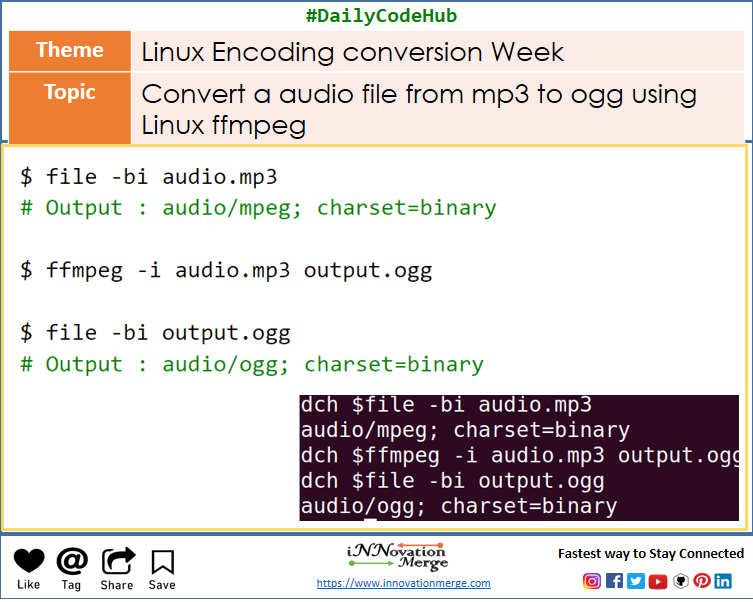 #DailyCodeHub
Theme
Linux Encoding conversion Week
Topic
Convert a audio file from mp3 to ogg using
Linux ffmpeg
$ file -bi audio.mp3
# Output : audio/mpeg; charset=binary
$ ffmpeg -i audio.mp3 output.ogg
$ file -bi output.ogg
# Output : audio/ogg; charset=binary
dch $file -bi audio.mp3
audio/mpeg; charset=binary
dch $ffmpeg -i audio.mp3 output.ogg
dch $file -bi output.ogg
audio/ogg; charset=binary
Like
Tag
Share
Save
iNNovation
Merge
https://www.innovationmerge.com
Fastest way to Stay Connected